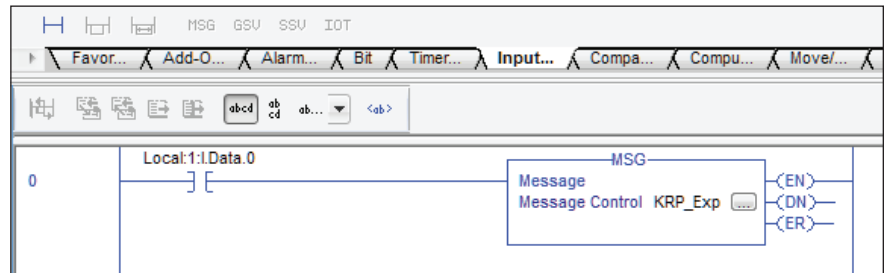 MSG GSV SSV IOT
Favor... Add-O... Alarm... Bit Timer... Input... Compa... Compu... Move/...
abcd ab cd ab... <ab>
Local:1:I.Data.0
MSG
0
Message
EN
Message Control KRP_Exp ...
DN
ER